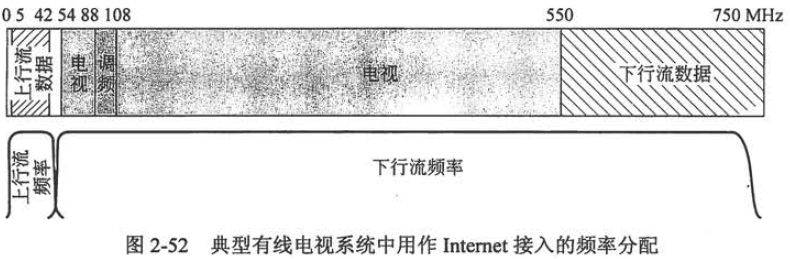 0 5 42 54 88 108 550 750 MHz
上行流数据
电视
调频
电视
下行流数据
上行流频率
下行流频率
图 2-52 典型有线电视系统中用作 Internet 接入的频率分配